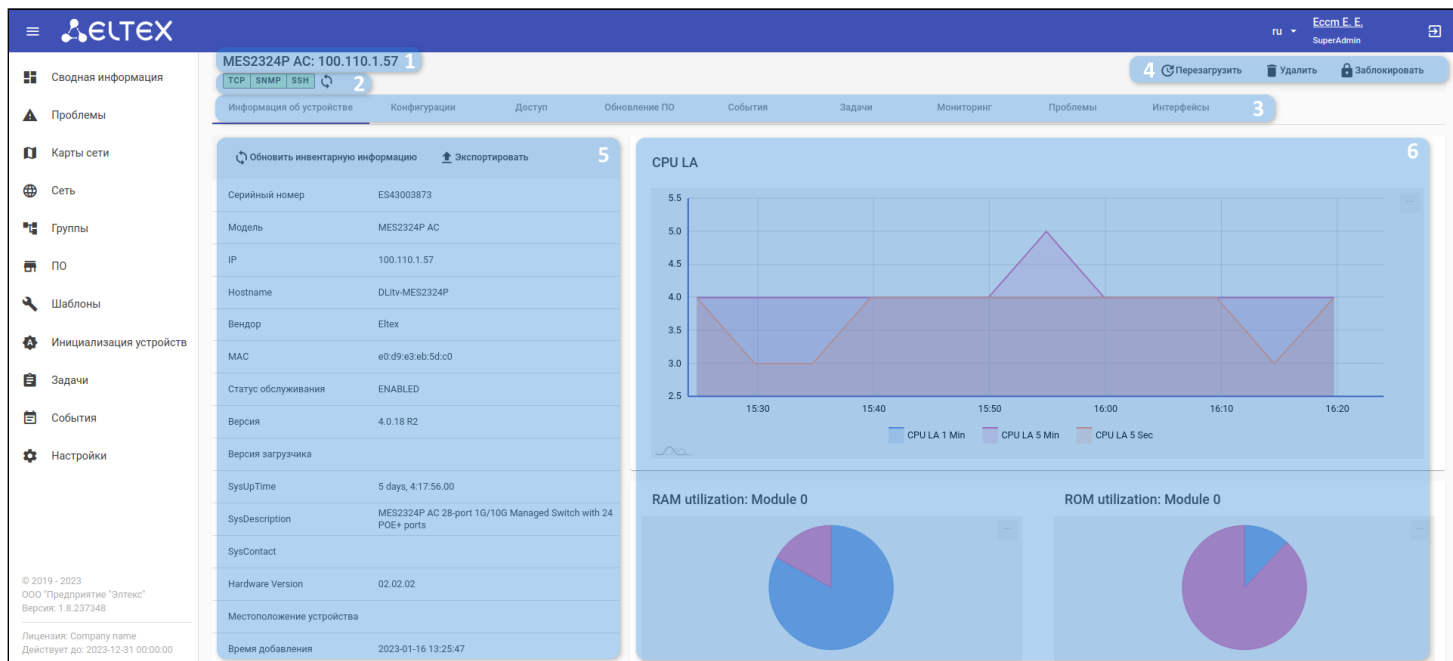 ELTEX
ru
Eccm E. E.
SuperAdmin
Сводная информация
Проблемы
Карты сети
Сеть
Группы
ПО
Шаблоны
Инициализация устройств
Задачи
События
Настройки
© 2019 - 2023
ООО "Предприятие "Элтекс"
Версия: 1.8.237348
Лицензия: Company name
Действует до: 2023-12-31 00:00:00
MES2324P AC: 100.110.1.57 1
TCP SNMP SSH 2
4 Перезагрузить Удалить Заблокировать
Информация об устройстве Конфигурации Доступ Обновление ПО События Задачи Мониторинг Проблемы Интерфейсы 3
Обновить инвентарную информацию Экспортировать 5
Серийный номер ES43003873
Модель MES2324P AC
IP 100.110.1.57
Hostname DLitv-MES2324P
Вендор Eltex
MAC e0:d9:e3:eb:5d:c0
Статус обслуживания ENABLED
Версия 4.0.18 R2
Версия загрузчика
SysUpTime 5 days, 4:17:56.00
SysDescription MES2324P AC 28-port 1G/10G Managed Switch with 24
POE+ ports
SysContact
Hardware Version 02.02.02
Местоположение устройства
Время добавления 2023-01-16 13:25:47
6
CPU LA
5.5
5.0
4.5
4.0
3.5
3.0
2.5
15:30 15:40 15:50 16:00 16:10 16:20
CPU LA 1 Min CPU LA 5 Min CPU LA 5 Sec
RAM utilization: Module 0
ROM utilization: Module 0